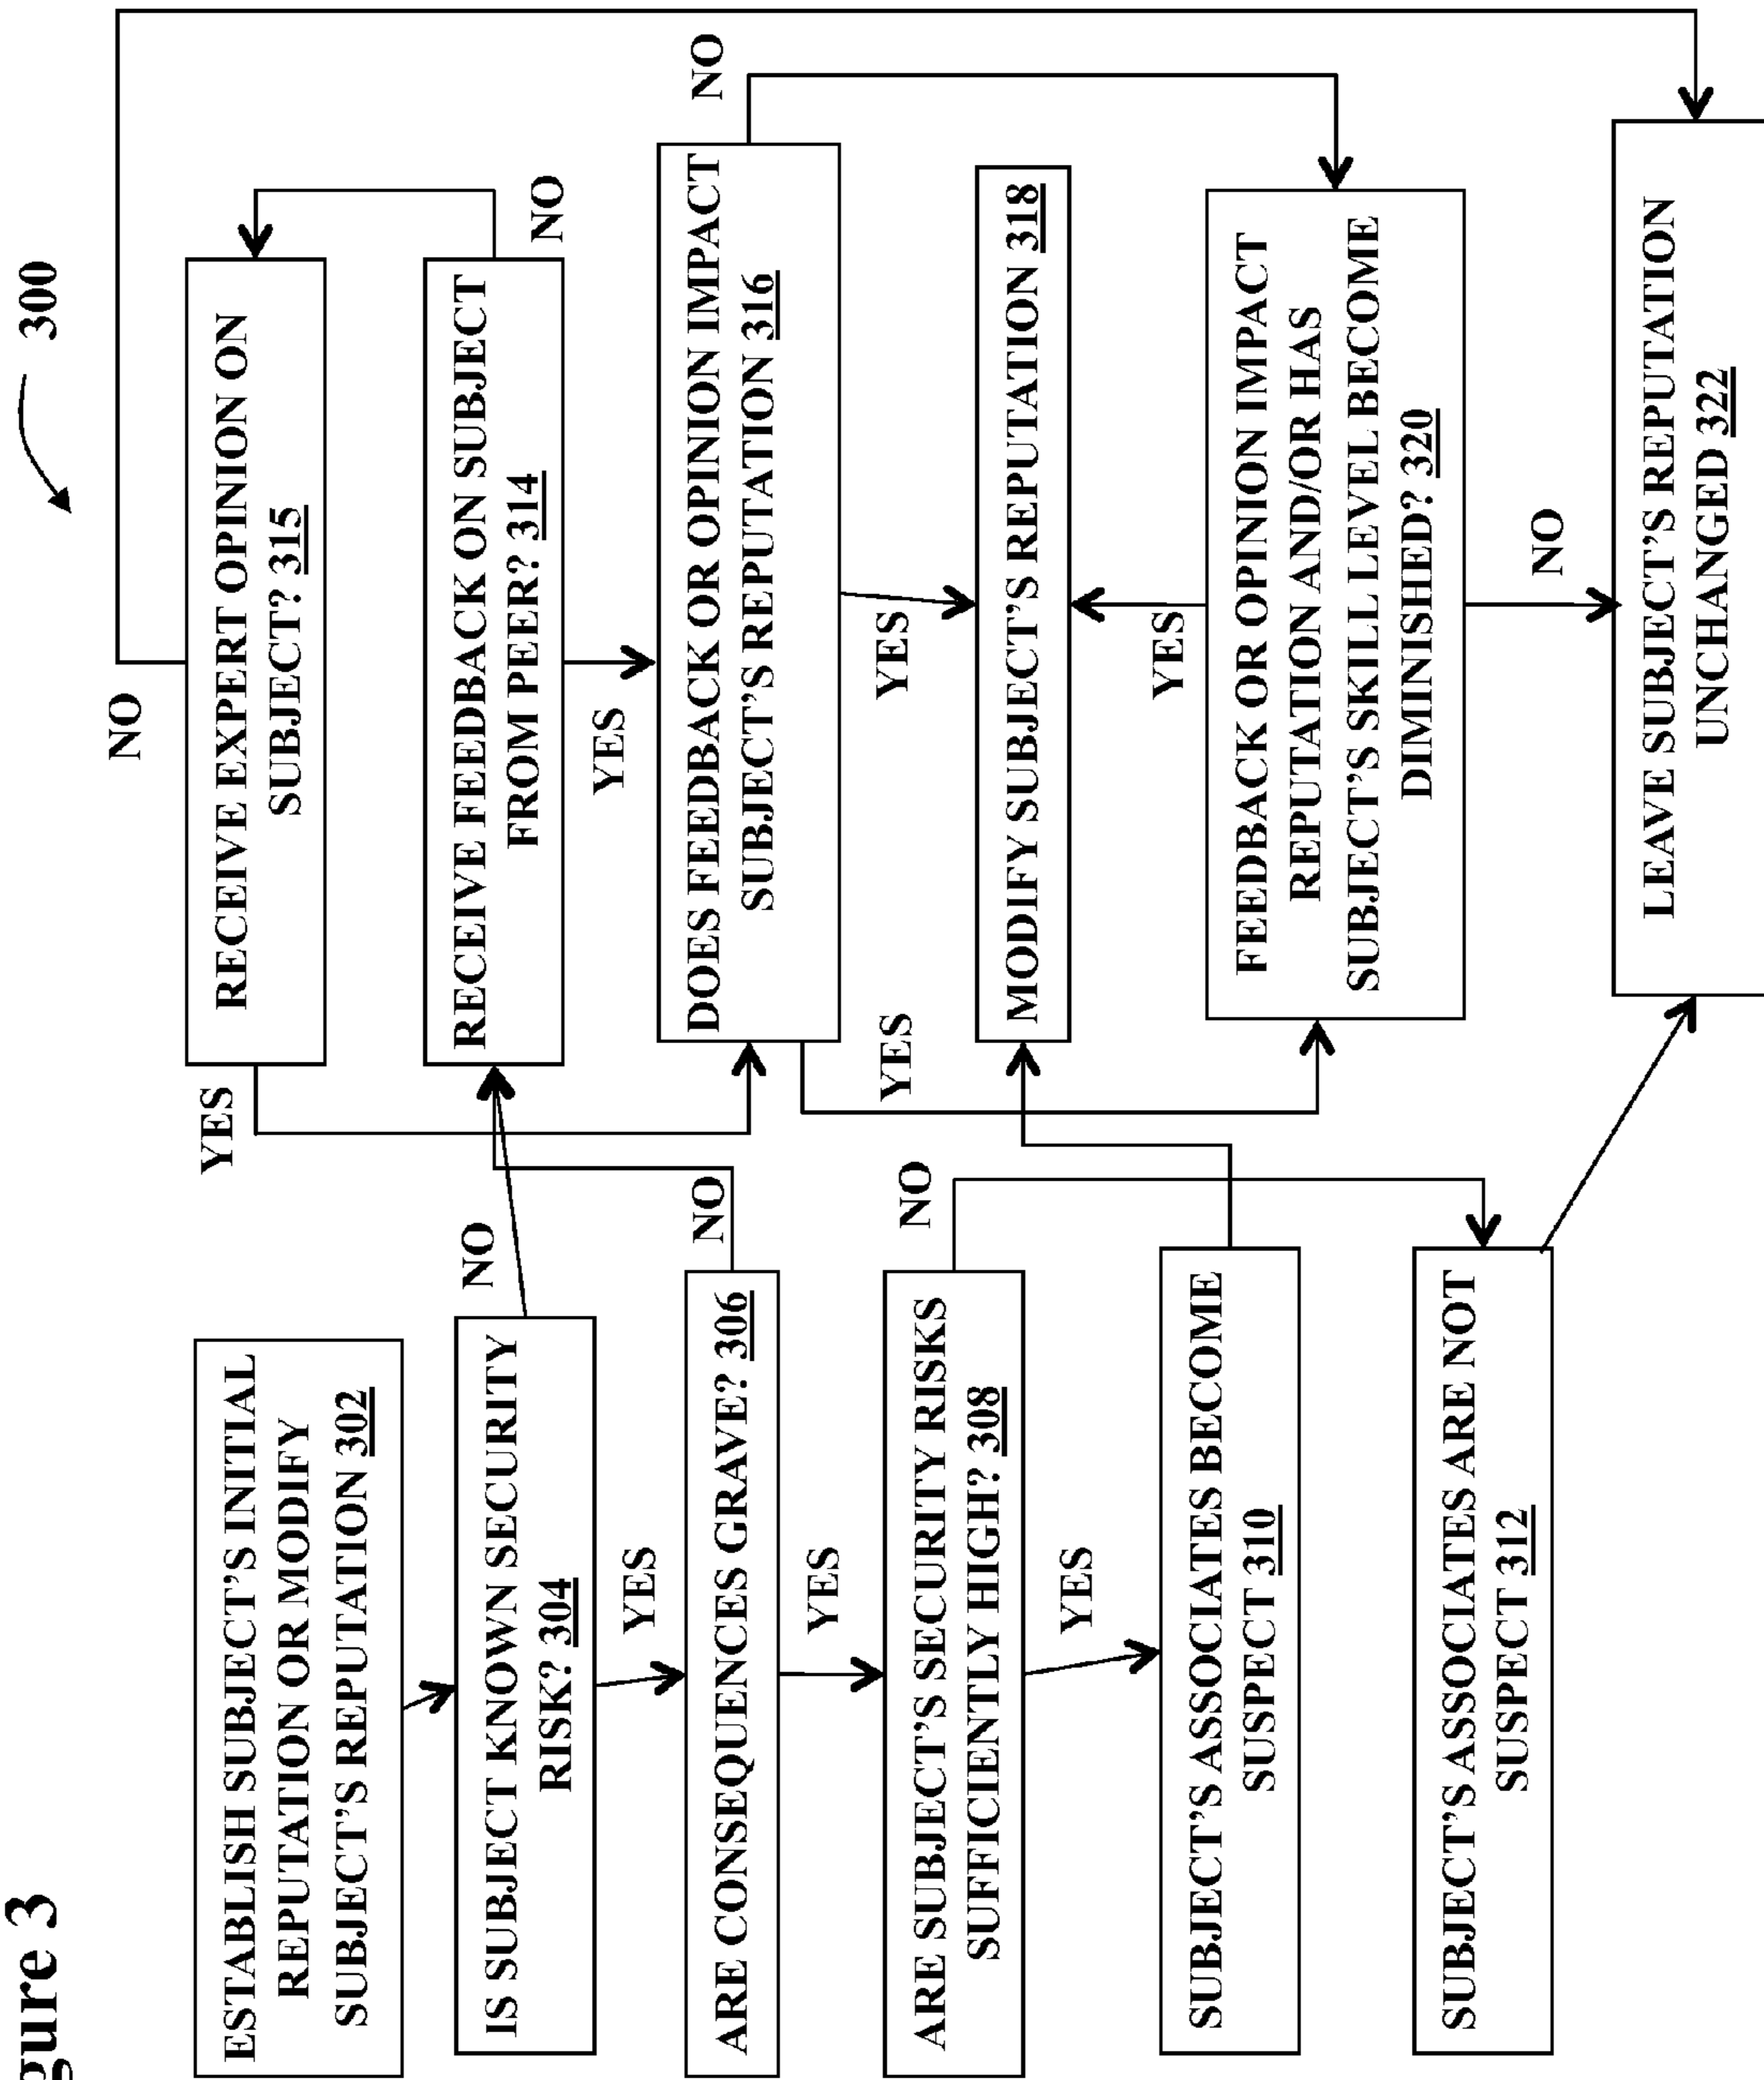 gure 3
300
ESTABLISH SUBJECT'S INITIAL
REPUTATION OR MODIFY
SUBJECT'S REPUTATION 302
IS SUBJECT KNOWN SECURITY
RISK? 304
NO
YES
ARE CONSEQUENCES GRAVE? 306
NO
YES
ARE SUBJECT'S SECURITY RISKS
SUFFICIENTLY HIGH? 308
NO
YES
SUBJECT'S ASSOCIATES BECOME
SUSPECT 310
SUBJECT'S ASSOCIATES ARE NOT
SUSPECT 312
NO
RECEIVE EXPERT OPINION ON
SUBJECT? 315
YES
RECEIVE FEEDBACK ON SUBJECT
FROM PEER? 314
NO
YES
DOES FEEDBACK OR OPINION IMPACT
SUBJECT'S REPUTATION 316
NO
YES
YES
MODIFY SUBJECT'S REPUTATION 318
YES
FEEDBACK OR OPINION IMPACT
REPUTATION AND/OR HAS
SUBJECT'S SKILL LEVEL BECOME
DIMINISHED? 320
NO
LEAVE SUBJECT'S REPUTATION
UNCHANGED 322